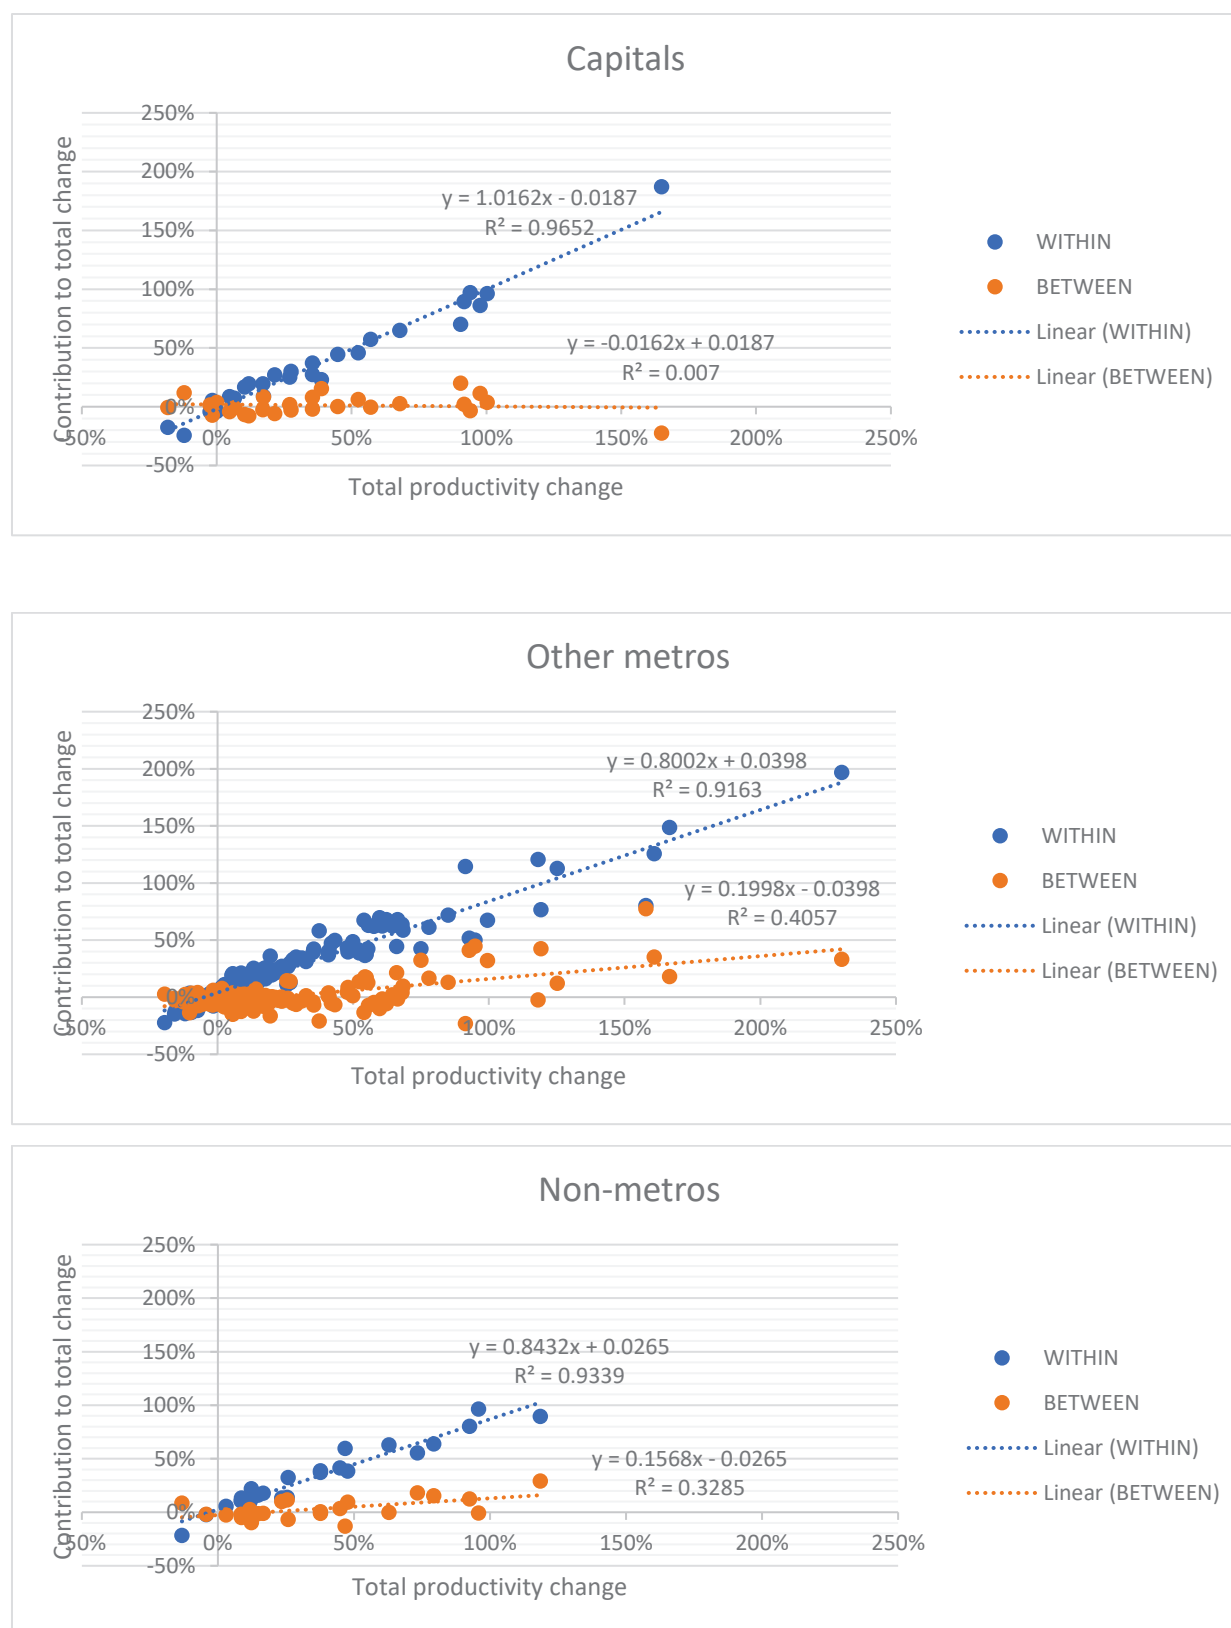 Capitals
Contribution to total change
250%
200%
150%
100%
50%
0%
-50%
y = 1.0162x - 0.0187
R² = 0.9652
y = -0.0162x + 0.0187
R² = 0.007
-50% 0% 50% 100% 150% 200% 250%
Total productivity change
WITHIN
BETWEEN
Linear (WITHIN)
Linear (BETWEEN)
Other metros
Contribution to total change
250%
200%
150%
100%
50%
0%
-50%
y = 0.8002x + 0.0398
R² = 0.9163
y = 0.1998x - 0.0398
R² = 0.4057
-50% 0% 50% 100% 150% 200% 250%
Total productivity change
WITHIN
BETWEEN
Linear (WITHIN)
Linear (BETWEEN)
Non-metros
Contribution to total change
250%
200%
150%
100%
50%
0%
-50%
y = 0.8432x + 0.0265
R² = 0.9339
y = 0.1568x - 0.0265
R² = 0.3285
-50% 0% 50% 100% 150% 200% 250%
Total productivity change
WITHIN
BETWEEN
Linear (WITHIN)
Linear (BETWEEN)